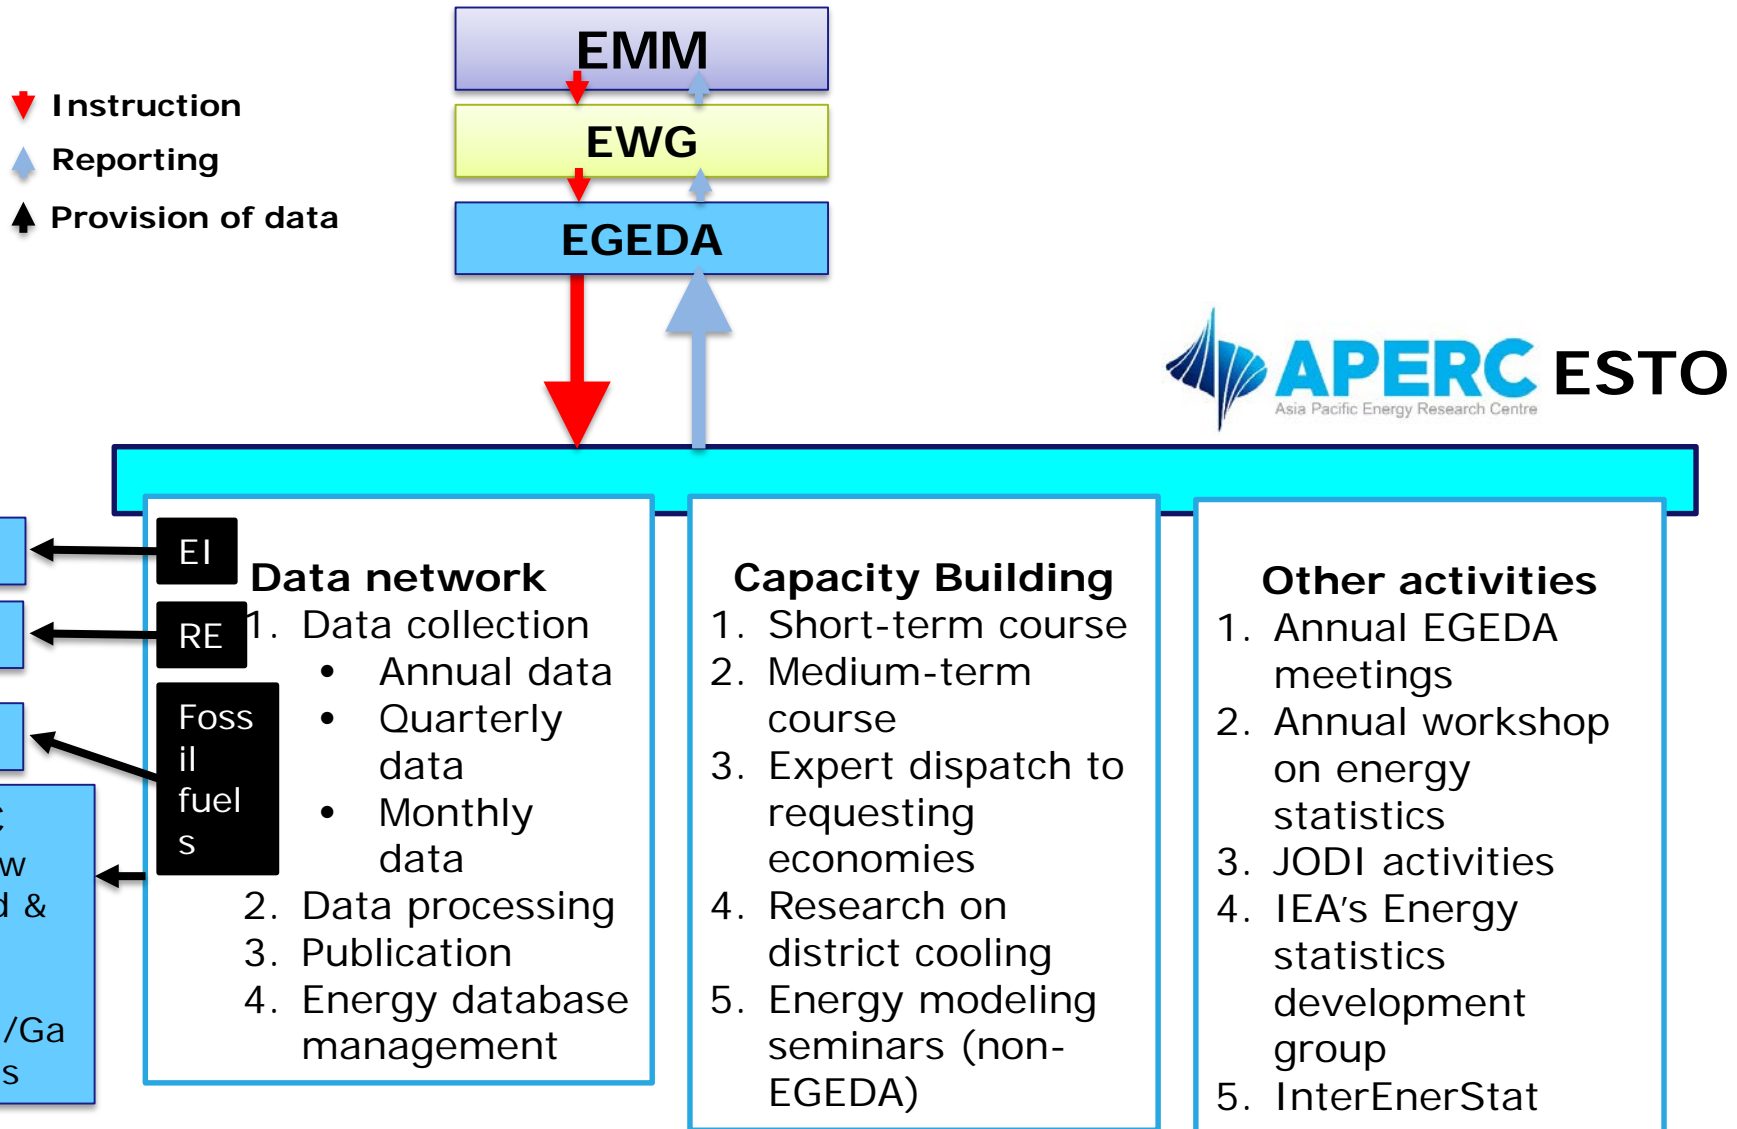 EMM
Instruction
EWG
Reporting
Provision of data
EGEDA
APERC ESTO
Asia Pacific Energy Research Centre
EI
RE
Foss
il
fuel
s
Data network
1. Data collection
• Annual data
• Quarterly
data
• Monthly
data
2. Data processing
3. Publication
4. Energy database
management
Capacity Building
1. Short-term course
2. Medium-term
course
3. Expert dispatch to
requesting
economies
4. Research on
district cooling
5. Energy modeling
seminars (non-
EGEDA)
Other activities
1. Annual EGEDA
meetings
2. Annual workshop
on energy
statistics
3. JODI activities
4. IEA's Energy
statistics
development
group
5. InterEnerStat
w
d &
/Ga
s